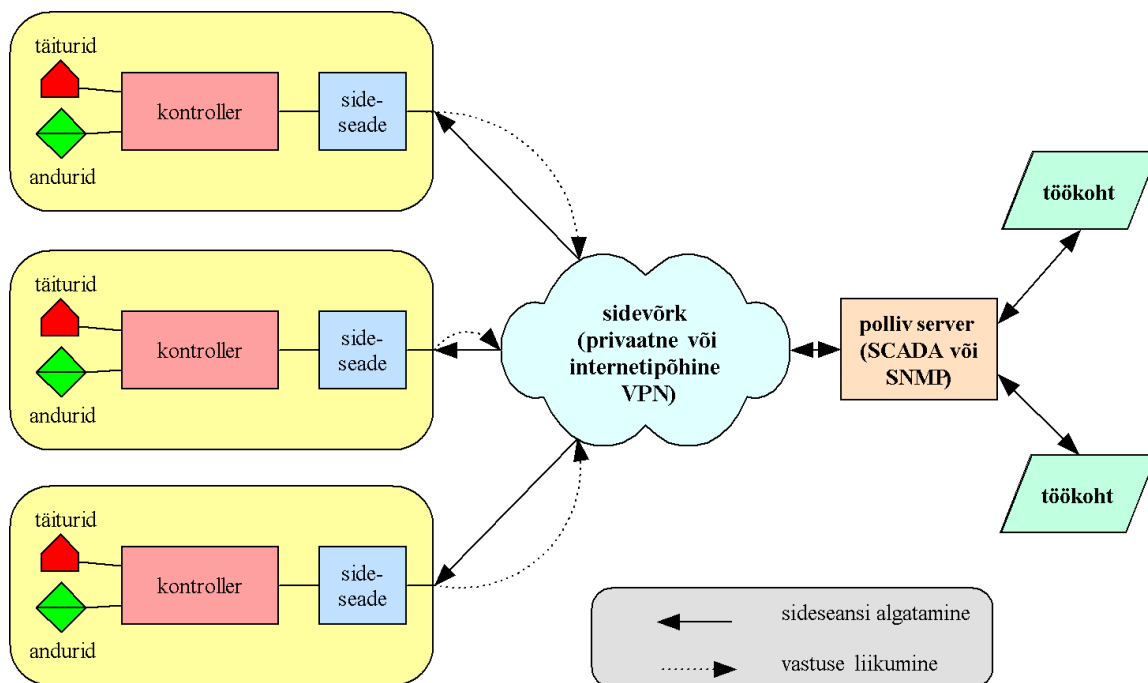 täiturid
kontroller
side-
seade
andurid
täiturid
kontroller
side-
seade
andurid
täiturid
kontroller
side-
seade
andurid
sidevõrk
(privaatne või
internetipõhine
VPN)
polliv server
(SCADA või
SNMP)
töökoht
töökoht
sideseansi algatamine
vastuse liikumine